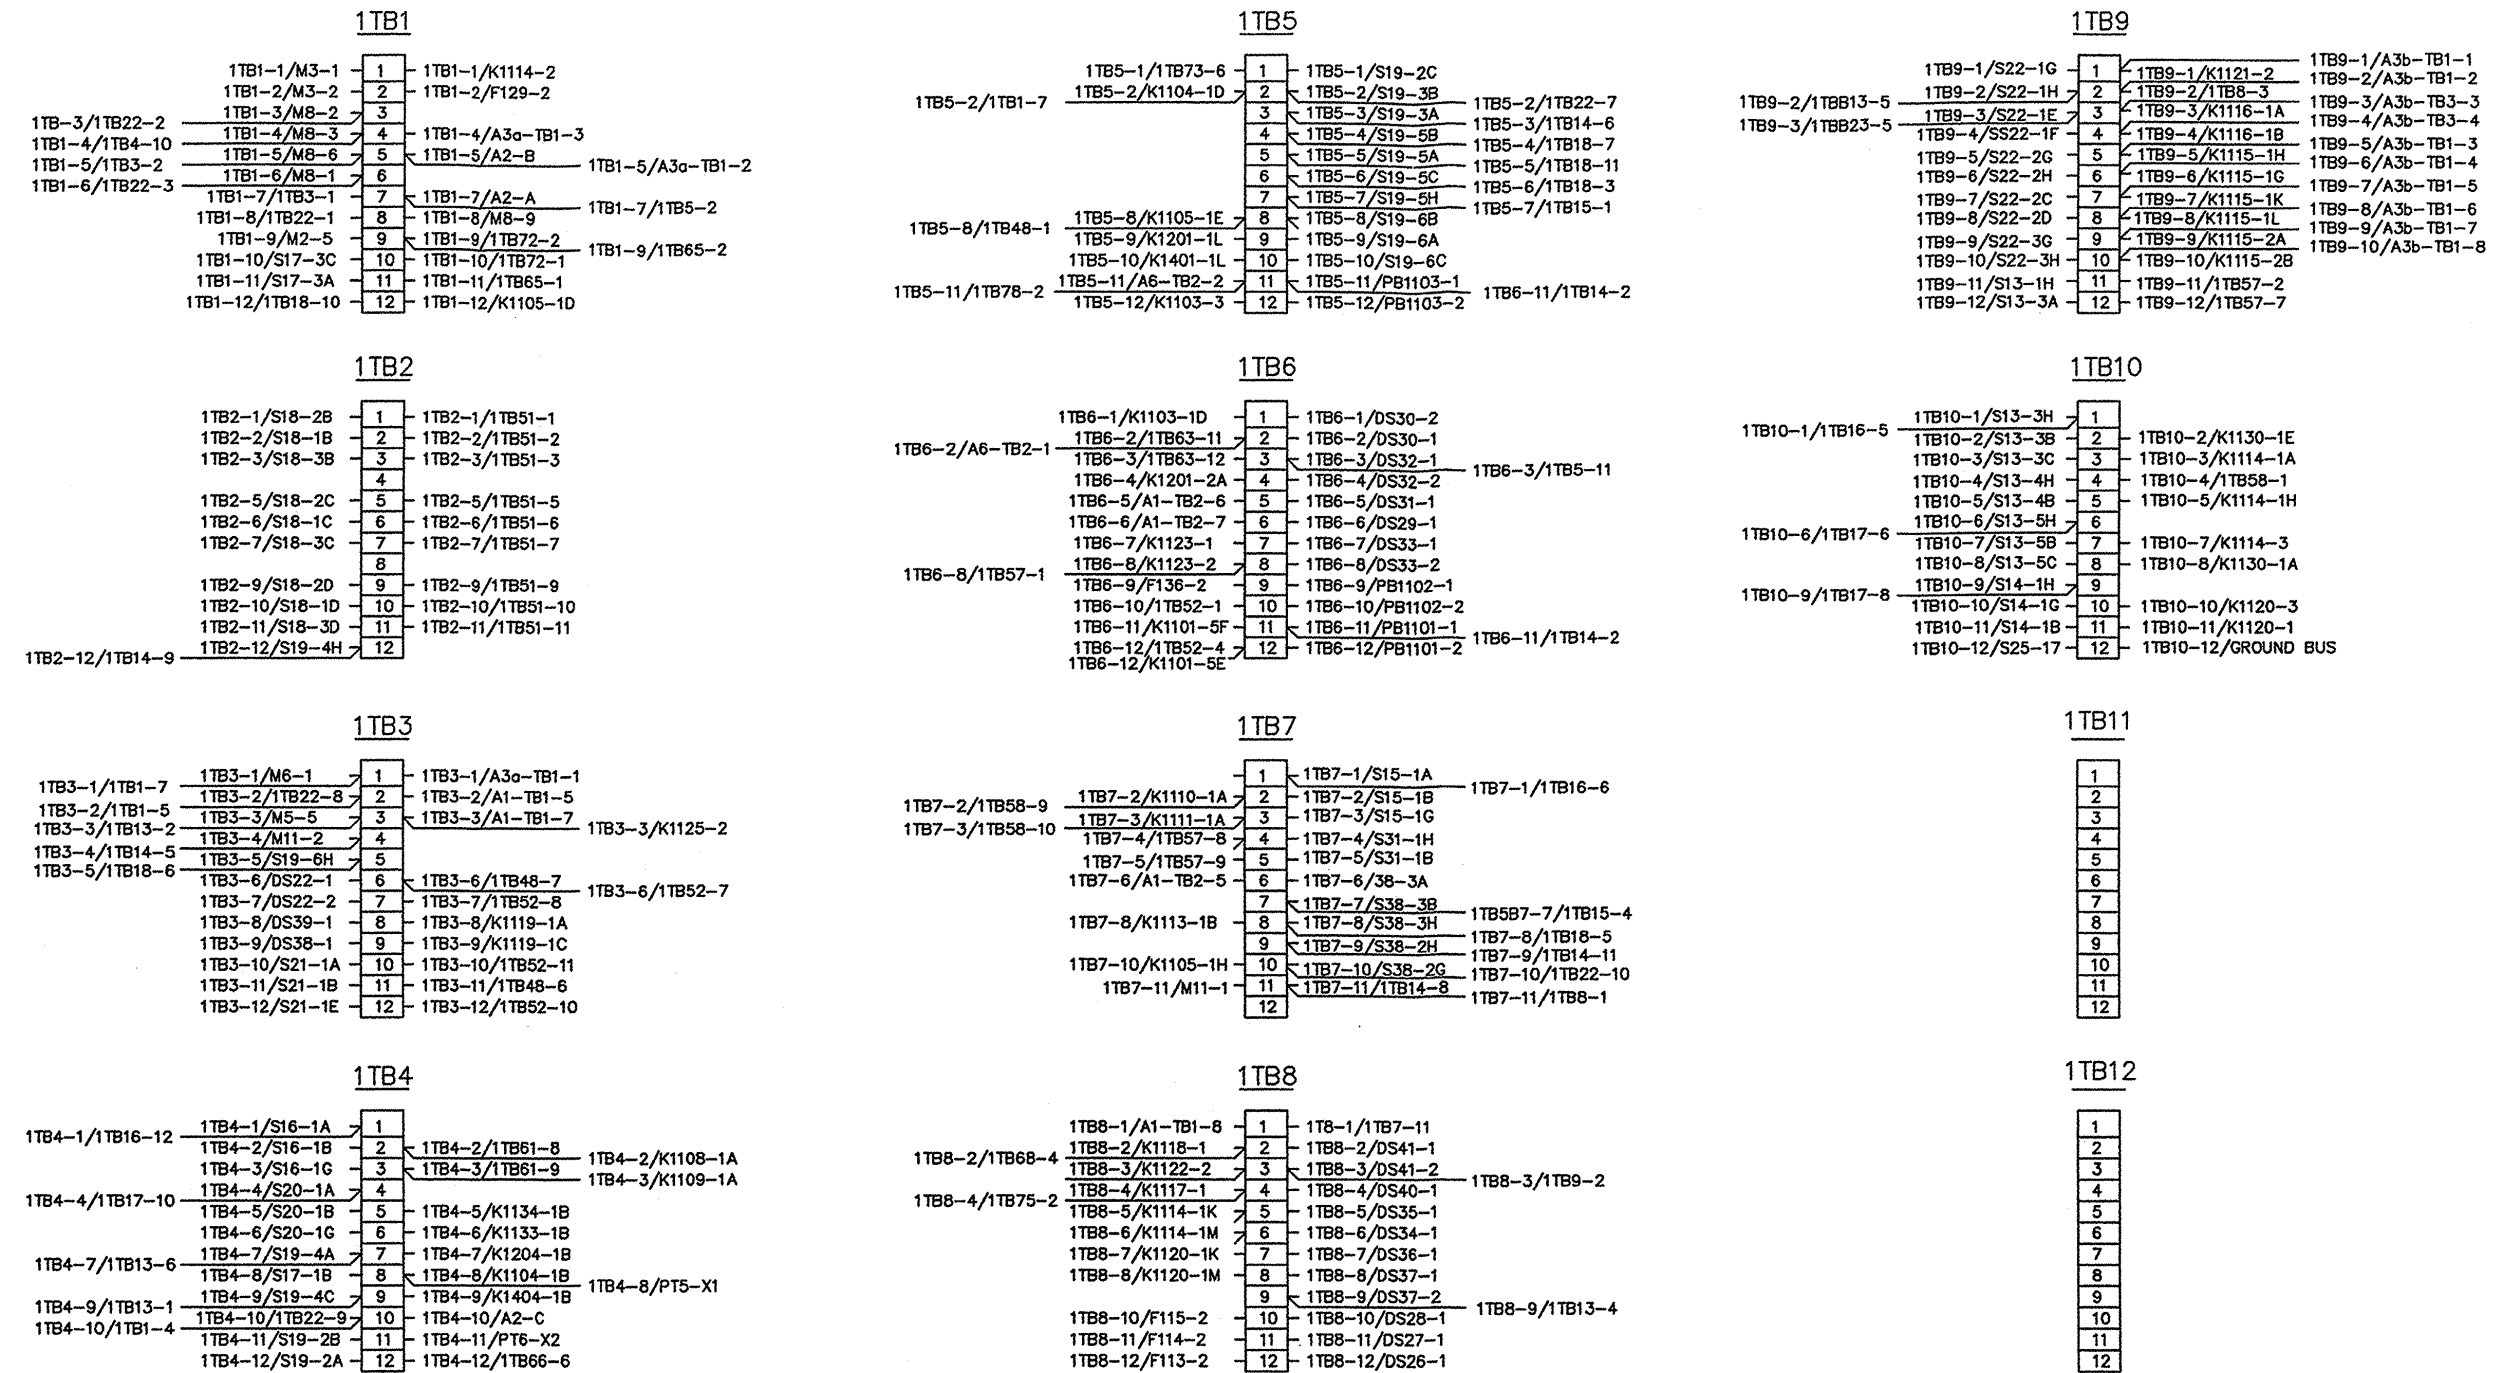 1TB1
1TB1-1/M3-1 1 1TB1-1/K1114-2
1TB1-2/M3-2 2 1TB1-2/F129-2
1TB1-3/M8-2 3
1TB-3/1TB22-2
1TB1-4/M8-3 4 1TB1-4/A3a-TB1-3
1TB1-4/1TB4-10
1TB1-5/M8-6 5 1TB1-5/A2-B
1TB1-5/1TB3-2 1TB1-5/A3a-TB1-2
1TB1-6/M8-1 6
1TB1-6/1TB22-3
1TB1-7/1TB3-1 7 1TB1-7/A2-A
1TB1-7/1TB5-2
1TB1-8/1TB22-1 8 1TB1-8/M8-9
1TB1-9/M2-5 9 1TB1-9/1TB72-2
1TB1-9/1TB65-2
1TB1-10/S17-3C 10 1TB1-10/1TB72-1
1TB1-11/S17-3A 11 1TB1-11/1TB65-1
1TB1-12/1TB18-10 12 1TB1-12/K1105-1D
1TB2
1TB2-1/S18-2B 1 1TB2-1/1TB51-1
1TB2-2/S18-1B 2 1TB2-2/1TB51-2
1TB2-3/S18-3B 3 1TB2-3/1TB51-3
4
1TB2-5/S18-2C 5 1TB2-5/1TB51-5
1TB2-6/S18-1C 6 1TB2-6/1TB51-6
1TB2-7/S18-3C 7 1TB2-7/1TB51-7
8
1TB2-9/S18-2D 9 1TB2-9/1TB51-9
1TB2-10/S18-1D 10 1TB2-10/1TB51-10
1TB2-11/S18-3D 11 1TB2-11/1TB51-11
1TB2-12/S19-4H 12
1TB2-12/1TB14-9
1TB3
1TB3-1/M6-1 1 1TB3-1/A3a-TB1-1
1TB3-1/1TB1-7
1TB3-2/1TB22-8 2 1TB3-2/A1-TB1-5
1TB3-2/1TB1-5
1TB3-3/M5-5 3 1TB3-3/A1-TB1-7
1TB3-3/1TB13-2 1TB3-3/K1125-2
1TB3-4/M11-2 4
1TB3-4/1TB14-5
1TB3-5/S19-6H 5
1TB3-5/1TB18-6
1TB3-6/DS22-1 6 1TB3-6/1TB48-7
1TB3-6/1TB52-7
1TB3-7/DS22-2 7 1TB3-7/1TB52-8
1TB3-8/DS39-1 8 1TB3-8/K1119-1A
1TB3-9/DS38-1 9 1TB3-9/K1119-1C
1TB3-10/S21-1A 10 1TB3-10/1TB52-11
1TB3-11/S21-1B 11 1TB3-11/1TB48-6
1TB3-12/S21-1E 12 1TB3-12/1TB52-10
1TB4
1TB4-1/S16-1A 1
1TB4-1/1TB16-12
1TB4-2/S16-1B 2 1TB4-2/1TB61-8
1TB4-2/K1108-1A
1TB4-3/S16-1G 3 1TB4-3/1TB61-9
1TB4-3/K1109-1A
1TB4-4/S20-1A 4
1TB4-4/1TB17-10
1TB4-5/S20-1B 5 1TB4-5/K1134-1B
1TB4-6/S20-1G 6 1TB4-6/K1133-1B
1TB4-7/S19-4A 7 1TB4-7/K1204-1B
1TB4-7/1TB13-6
1TB4-8/S17-1B 8 1TB4-8/K1104-1B
1TB4-8/PT5-X1
1TB4-9/S19-4C 9 1TB4-9/K1404-1B
1TB4-9/1TB13-1
1TB4-10/1TB22-9 10 1TB4-10/A2-C
1TB4-10/1TB1-4
1TB4-11/S19-2B 11 1TB4-11/PT6-X2
1TB4-12/S19-2A 12 1TB4-12/1TB66-6
1TB5
1TB5-1/1TB73-6 1 1TB5-1/S19-2C
1TB5-2/K1104-1D 2 1TB5-2/S19-3B
1TB5-2/1TB1-7 1TB5-2/1TB22-7
3 1TB5-3/S19-3A
1TB5-3/1TB14-6
4 1TB5-4/S19-5B
1TB5-4/1TB18-7
5 1TB5-5/S19-5A
1TB5-5/1TB18-11
6 1TB5-6/S19-5C
1TB5-6/1TB18-3
7 1TB5-7/S19-5H
1TB5-7/1TB15-1
1TB5-8/K1105-1E 8 1TB5-8/S19-6B
1TB5-8/1TB48-1
1TB5-9/K1201-1L 9 1TB5-9/S19-6A
1TB5-10/K1401-1L 10 1TB5-10/S19-6C
1TB5-11/A6-TB2-2 11 1TB5-11/PB1103-1
1TB5-11/1TB78-2 1TB6-11/1TB14-2
1TB5-12/K1103-3 12 1TB5-12/PB1103-2
1TB6
1TB6-1/K1103-1D 1 1TB6-1/DS30-2
1TB6-2/1TB63-11 2 1TB6-2/DS30-1
1TB6-2/A6-TB2-1
1TB6-3/1TB63-12 3 1TB6-3/DS32-1
1TB6-3/1TB5-11
1TB6-4/K1201-2A 4 1TB6-4/DS32-2
1TB6-5/A1-TB2-6 5 1TB6-5/DS31-1
1TB6-6/A1-TB2-7 6 1TB6-6/DS29-1
1TB6-7/K1123-1 7 1TB6-7/DS33-1
1TB6-8/K1123-2 8 1TB6-8/DS33-2
1TB6-8/1TB57-1
1TB6-9/F136-2 9 1TB6-9/PB1102-1
1TB6-10/1TB52-1 10 1TB6-10/PB1102-2
1TB6-11/K1101-5F 11 1TB6-11/PB1101-1
1TB6-11/1TB14-2
1TB6-12/1TB52-4 12 1TB6-12/PB1101-2
1TB6-12/K1101-5E
1TB7
1 1TB7-1/S15-1A
1TB7-1/1TB16-6
1TB7-2/K1110-1A 2 1TB7-2/S15-1B
1TB7-2/1TB58-9
1TB7-3/K1111-1A 3 1TB7-3/S15-1G
1TB7-3/1TB58-10
1TB7-4/1TB57-8 4 1TB7-4/S31-1H
1TB7-5/1TB57-9 5 1TB7-5/S31-1B
1TB7-6/A1-TB2-5 6 1TB7-6/38-3A
7 1TB7-7/S38-3B
1TB5B7-7/1TB15-4
1TB7-8/K1113-1B 8 1TB7-8/S38-3H
1TB7-8/1TB18-5
9 1TB7-9/S38-2H
1TB7-9/1TB14-11
1TB7-10/K1105-1H 10 1TB7-10/S38-2G
1TB7-10/1TB22-10
1TB7-11/M11-1 11 1TB7-11/1TB14-8
1TB7-11/1TB8-1
12
1TB8
1TB8-1/A1-TB1-8 1 1T8-1/1TB7-11
1TB8-2/K1118-1 2 1TB8-2/DS41-1
1TB8-2/1TB68-4
1TB8-3/K1122-2 3 1TB8-3/DS41-2
1TB8-3/1TB9-2
1TB8-4/K1117-1 4 1TB8-4/DS40-1
1TB8-4/1TB75-2
1TB8-5/K1114-1K 5 1TB8-5/DS35-1
1TB8-6/K1114-1M 6 1TB8-6/DS34-1
1TB8-7/K1120-1K 7 1TB8-7/DS36-1
1TB8-8/K1120-1M 8 1TB8-8/DS37-1
9 1TB8-9/DS37-2
1TB8-9/1TB13-4
1TB8-10/F115-2 10 1TB8-10/DS28-1
1TB8-11/F114-2 11 1TB8-11/DS27-1
1TB8-12/F113-2 12 1TB8-12/DS26-1
1TB9
1TB9-1/A3b-TB1-1
1TB9-1/S22-1G 1 1TB9-1/K1121-2
1TB9-2/A3b-TB1-2
1TB9-2/S22-1H 2 1TB9-2/1TB8-3
1TB9-2/1TBB13-5 1TB9-3/A3b-TB3-3
1TB9-3/S22-1E 3 1TB9-3/K1116-1A
1TB9-3/1TBB23-5 1TB9-4/A3b-TB3-4
1TB9-4/SS22-1F 4 1TB9-4/K1116-1B
1TB9-5/A3b-TB1-3
1TB9-5/S22-2G 5 1TB9-5/K1115-1H
1TB9-6/A3b-TB1-4
1TB9-6/S22-2H 6 1TB9-6/K1115-1G
1TB9-7/A3b-TB1-5
1TB9-7/S22-2C 7 1TB9-7/K1115-1K
1TB9-8/A3b-TB1-6
1TB9-8/S22-2D 8 1TB9-8/K1115-1L
1TB9-9/A3b-TB1-7
1TB9-9/S22-3G 9 1TB9-9/K1115-2A
1TB9-10/A3b-TB1-8
1TB9-10/S22-3H 10 1TB9-10/K1115-2B
1TB9-11/S13-1H 11 1TB9-11/1TB57-2
1TB9-12/S13-3A 12 1TB9-12/1TB57-7
1TB10
1TB10-1/S13-3H 1
1TB10-1/1TB16-5
1TB10-2/S13-3B 2 1TB10-2/K1130-1E
1TB10-3/S13-3C 3 1TB10-3/K1114-1A
1TB10-4/S13-4H 4 1TB10-4/1TB58-1
1TB10-5/S13-4B 5 1TB10-5/K1114-1H
1TB10-6/S13-5H 6
1TB10-6/1TB17-6
1TB10-7/S13-5B 7 1TB10-7/K1114-3
1TB10-8/S13-5C 8 1TB10-8/K1130-1A
1TB10-9/S14-1H 9
1TB10-9/1TB17-8
1TB10-10/S14-1G 10 1TB10-10/K1120-3
1TB10-11/S14-1B 11 1TB10-11/K1120-1
1TB10-12/S25-17 12 1TB10-12/GROUND BUS
1TB11
1
2
3
4
5
6
7
8
9
10
11
12
1TB12
1
2
3
4
5
6
7
8
9
10
11
12